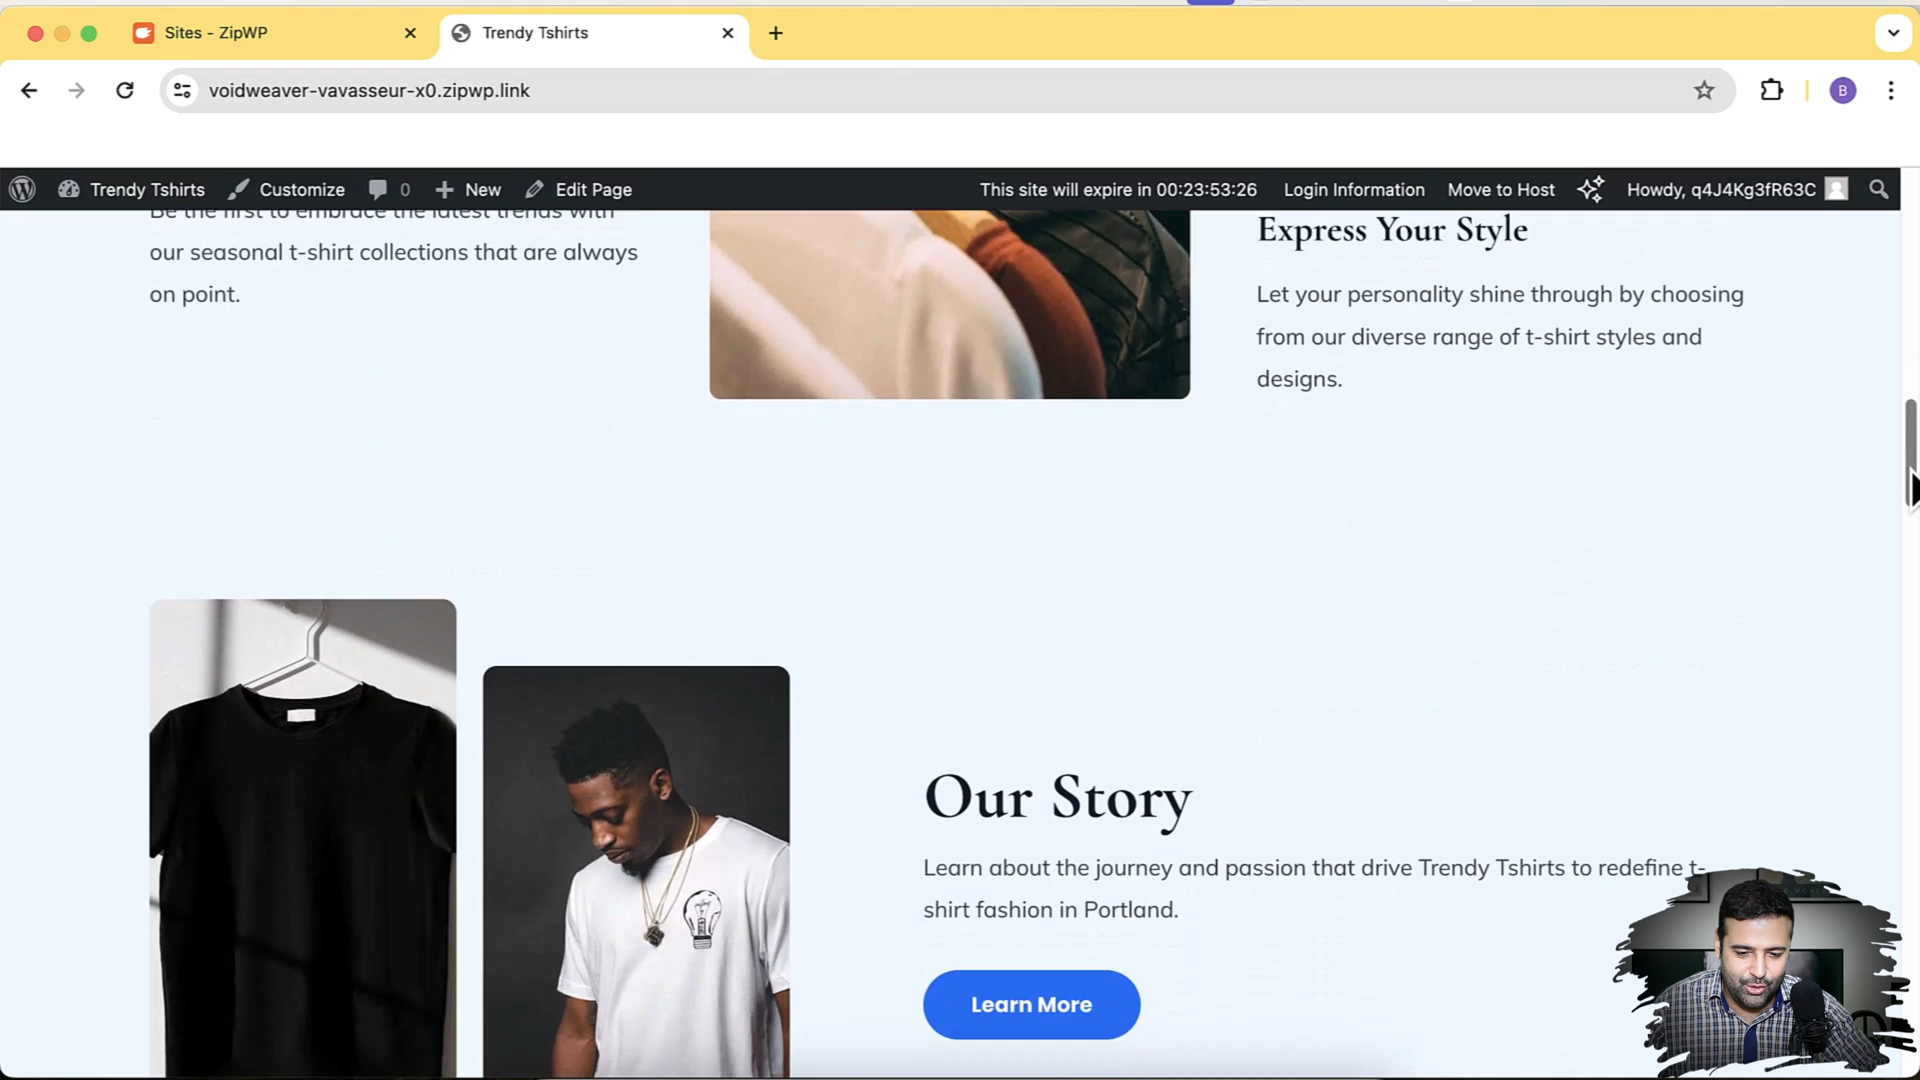 Sites - ZipWP
Trendy Tshirts
voidweaver-vavasseur-x0.zipwp.link
B
Trendy Tshirts
Customize
0
New
Edit Page
This site will expire in 00:23:53:26
Login Information
Move to Host
Howdy, q4J4Kg3fR63C
Be the first to embrace the latest trends with
our seasonal t-shirt collections that are always
on point.
Express Your Style
Let your personality shine through by choosing
from our diverse range of t-shirt styles and
designs.
Our Story
Learn about the journey and passion that drive Trendy Tshirts to redefine t-
shirt fashion in Portland.
Learn More